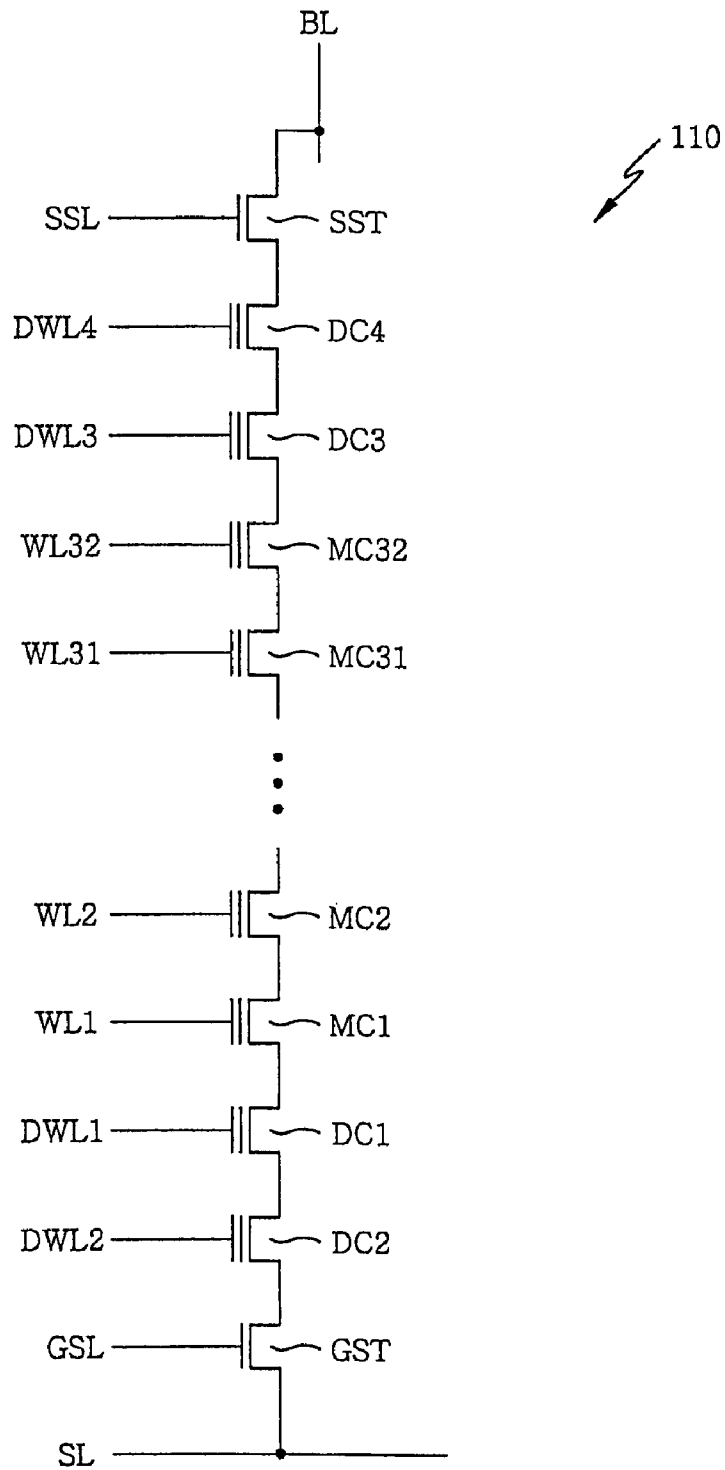 BL
110
SSL SST
DWL4 DC4
DWL3 DC3
WL32 MC32
WL31 MC31
WL2 MC2
WL1 MC1
DWL1 DC1
DWL2 DC2
GSL GST
SL